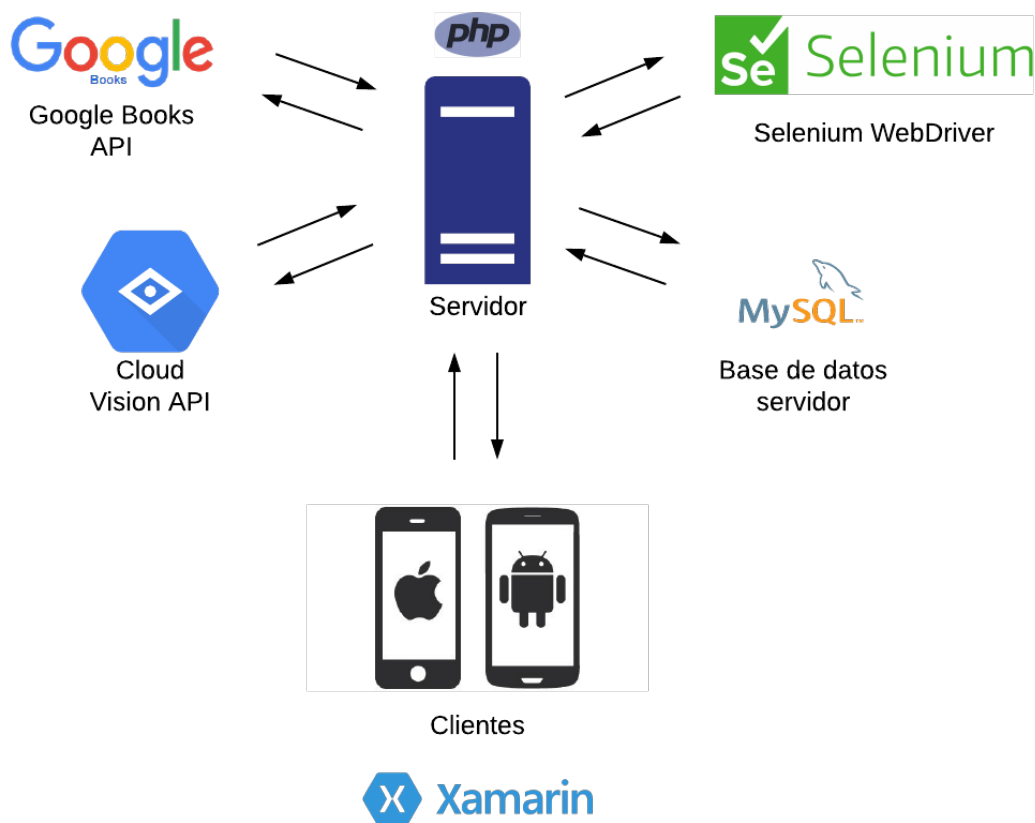 php
Google
Books
Google Books
API
Se Selenium
Selenium WebDriver
Servidor
Cloud
Vision API
MySQL™
Base de datos
servidor
Clientes
X Xamarin